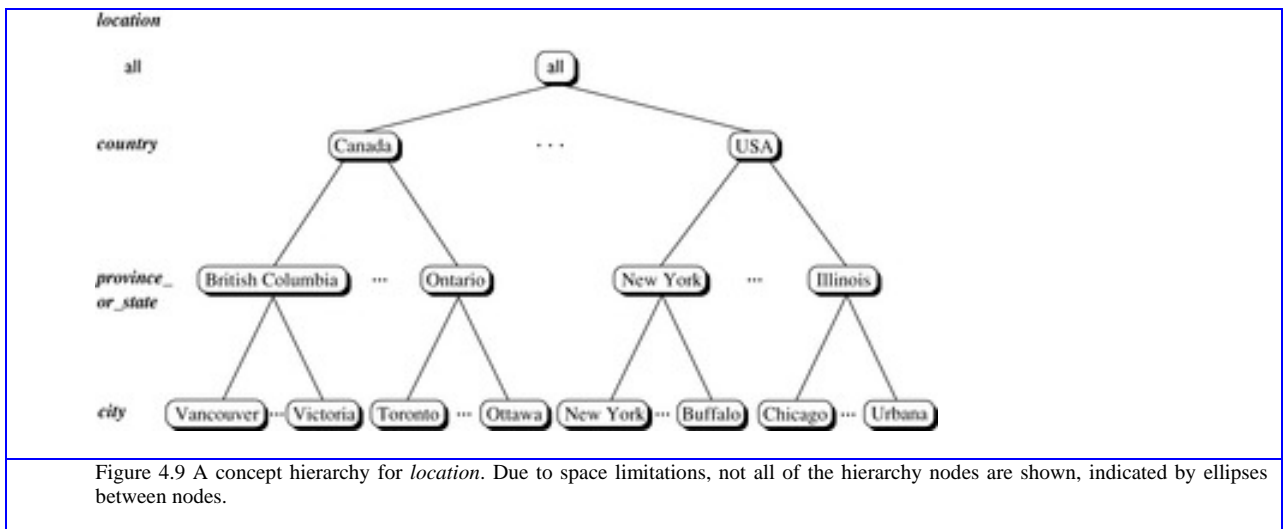 location
all all
country Canada ... USA
province_ British Columbia ... Ontario New York ... Illinois
or_state
city Vancouver ... Victoria Toronto ... Ottawa New York ... Buffalo Chicago ... Urbana
Figure 4.9 A concept hierarchy for location. Due to space limitations, not all of the hierarchy nodes are shown, indicated by ellipses
between nodes.